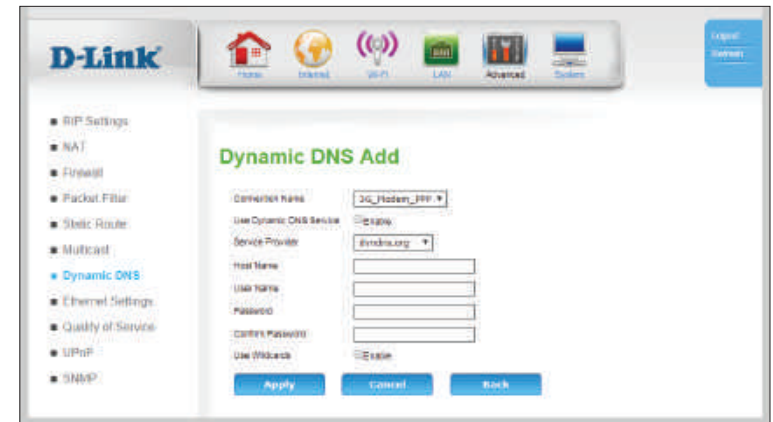 D-Link
Home Internet Wi-Fi LAN Advanced System
Logout
Refresh
RIP Settings
NAT
Firewall
Packet Filter
Static Route
Multicast
Dynamic DNS
Ethernet Settings
Quality of Service
UPnP
SNMP
Dynamic DNS Add
Connection Name 3G_Modem_PPP
Use Dynamic DNS Service Enable
Service Provider dyndns.org
Host Name
User Name
Password
Confirm Password
Use Wildcards Enable
Apply Cancel Back